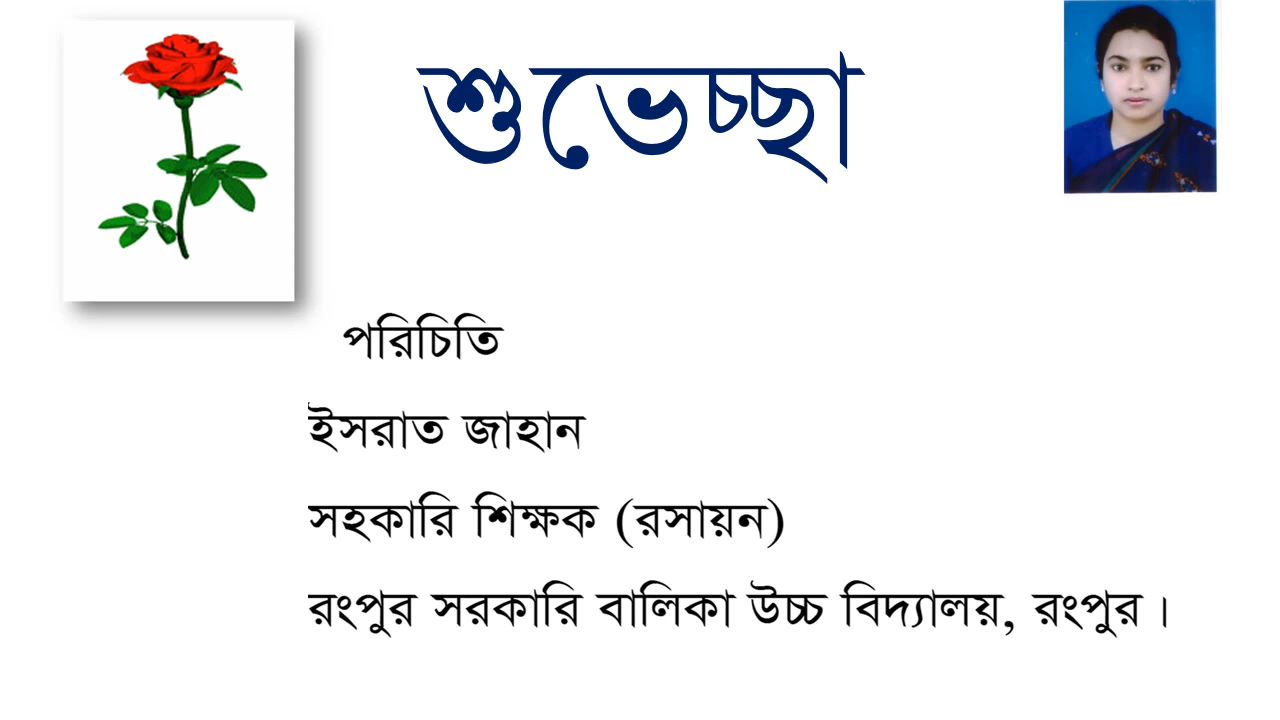 শুভেচ্ছা
পরিচিতি
ইসরাত জাহান
সহকারি শিক্ষক (রসায়ন)
রংপুর সরকারি বালিকা উচ্চ বিদ্যালয়, রংপুর।